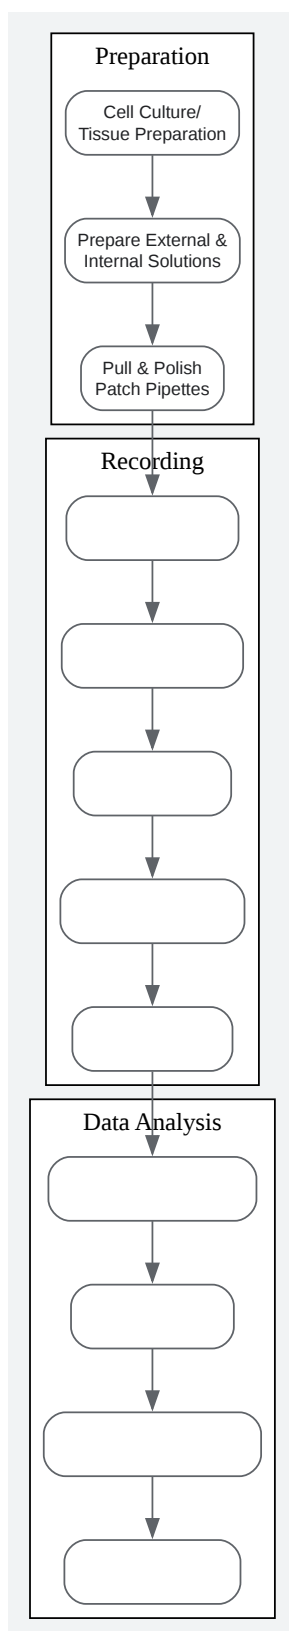 Preparation
Cell Culture/
Tissue Preparation
Prepare External &
Internal Solutions
Pull & Polish
Patch Pipettes
Recording
Data Analysis